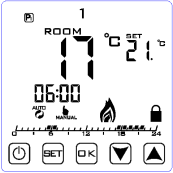 P 1
ROOM
17 °C SET 21. °C
06:00
AUTO MANUAL
0 6 12 18 24
SET OK